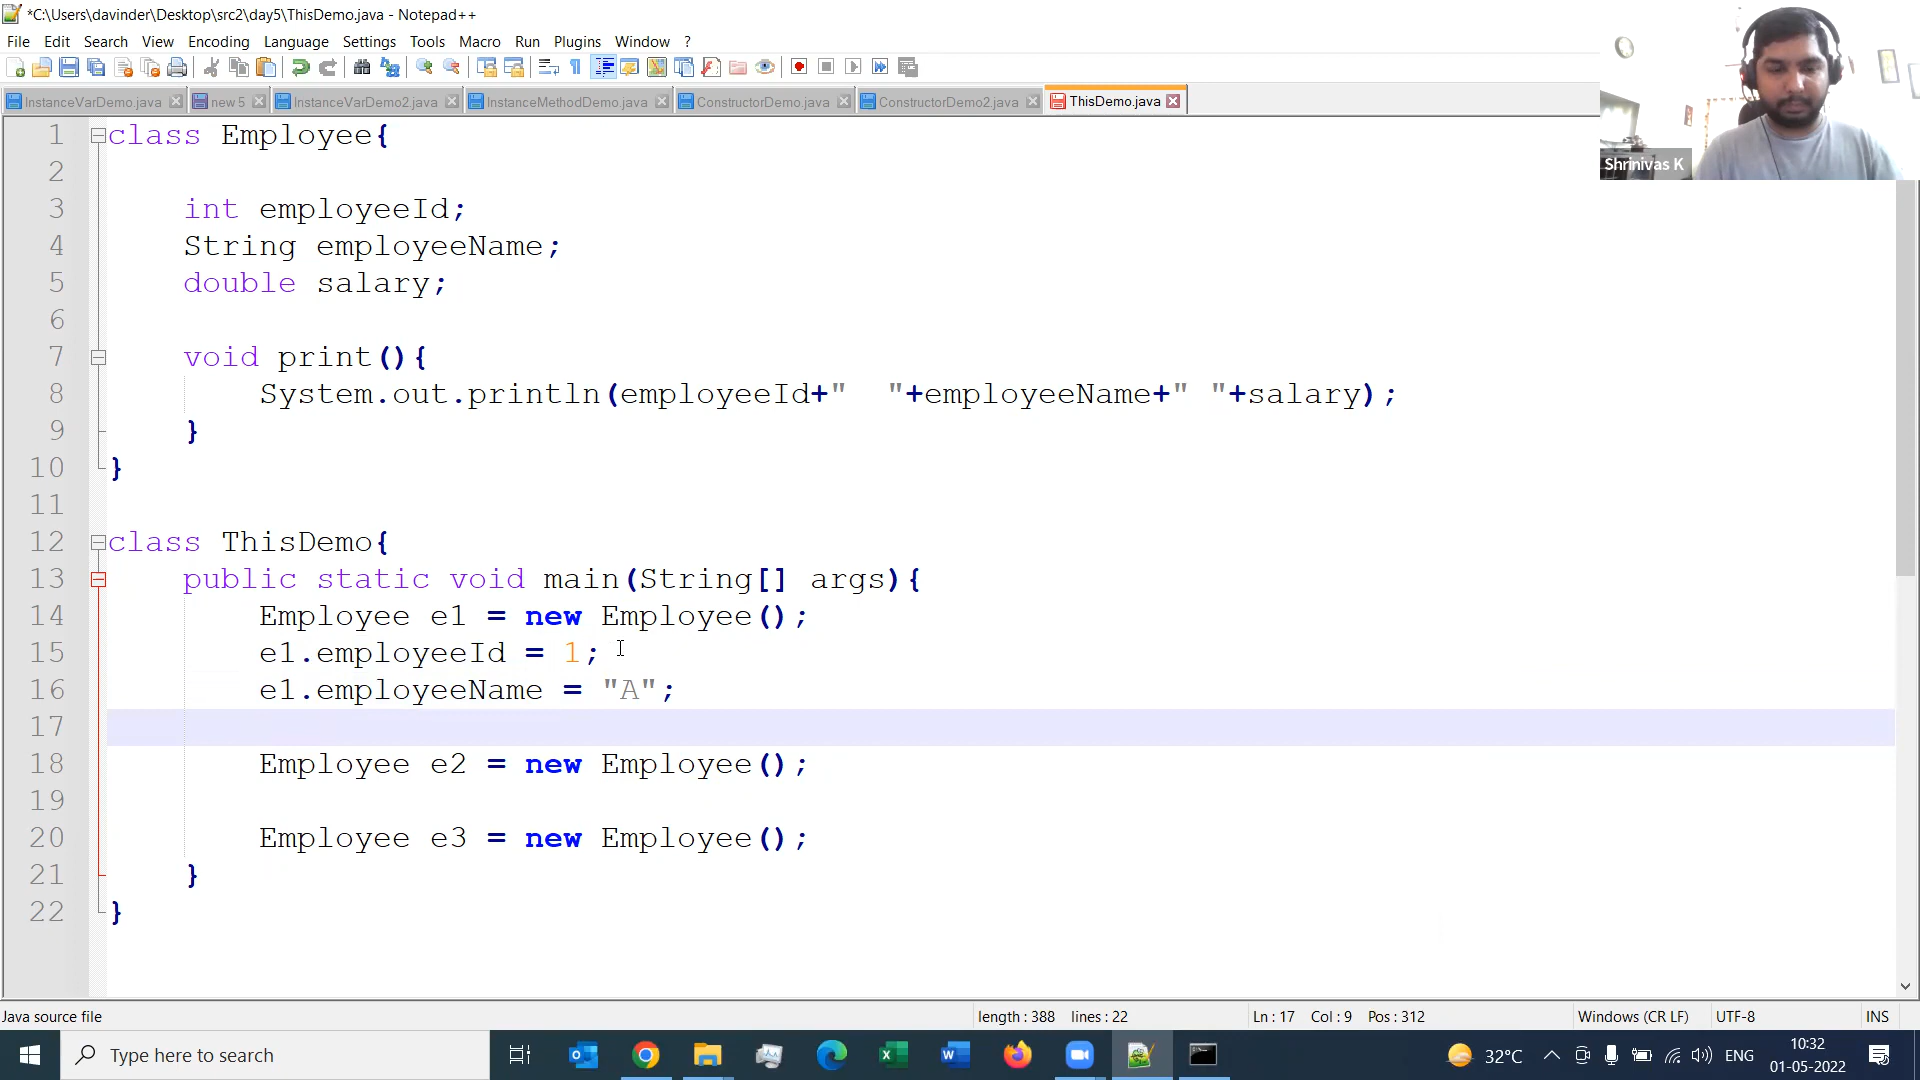 *C:\Users\davinder\Desktop\src2\day5\ThisDemo.java - Notepad++
File Edit Search View Encoding Language Settings Tools Macro Run Plugins Window ?
InstanceVarDemo.java new 5 InstanceVarDemo2.java InstanceMethodDemo.java ConstructorDemo.java ConstructorDemo2.java ThisDemo.java
Shrinivas K
1 class Employee{
2
3 int employeeId;
4 String employeeName;
5 double salary;
6
7 void print(){
8 System.out.println(employeeId+"  "+employeeName+" "+salary);
9 }
10 }
11
12 class ThisDemo{
13 public static void main(String[] args){
14 Employee e1 = new Employee();
15 e1.employeeId = 1;
16 e1.employeeName = "A";
17
18 Employee e2 = new Employee();
19
20 Employee e3 = new Employee();
21 }
22 }
Java source file length : 388 lines : 22 Ln : 17 Col : 9 Pos : 312 Windows (CR LF) UTF-8 INS
Type here to search 32°C ENG 10:32
01-05-2022